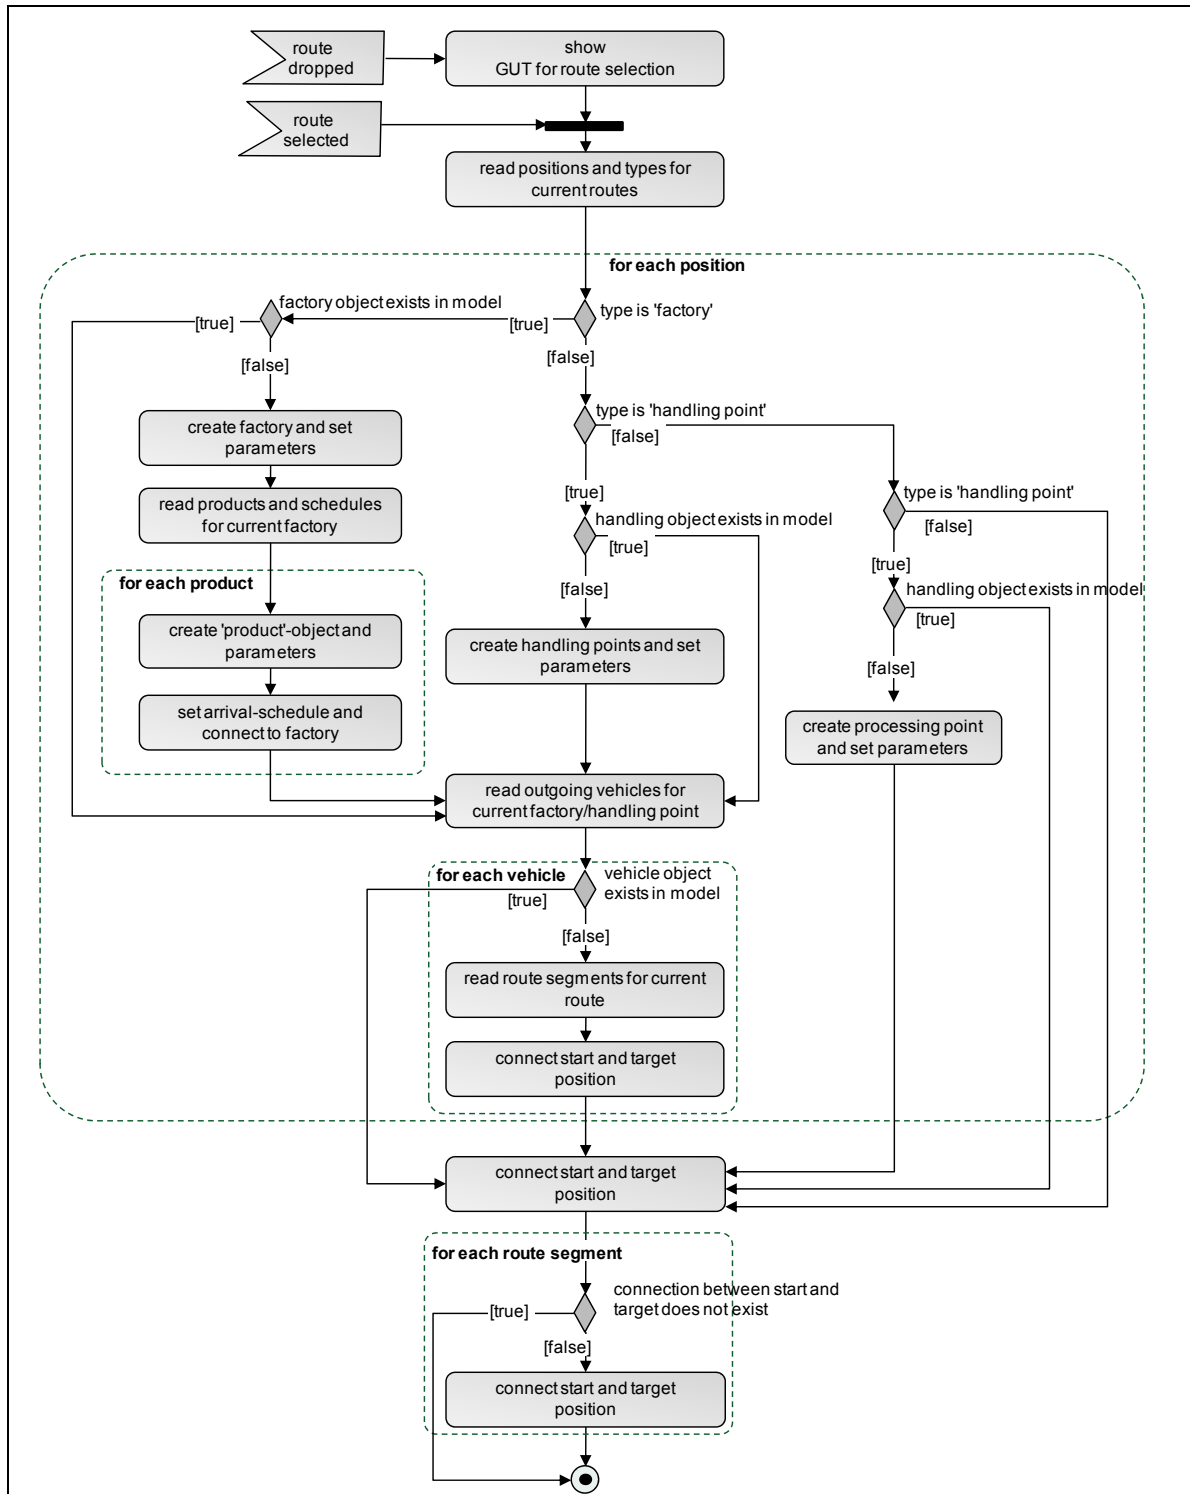 route
dropped
show
GUT for route selection
route
selected
read positions and types for
current routes
for each position
factory object exists in model
[true]
[true]
type is 'factory'
[false]
[false]
type is 'handling point'
[false]
create factory and set
parameters
read products and schedules
for current factory
[true]
type is 'handling point'
[false]
handling object exists in model
[true]
for each product
[true]
handling object exists in model
[true]
[false]
create 'product'-object and
parameters
create handling points and set
parameters
[false]
set arrival-schedule and
connect to factory
create processing point
and set parameters
read outgoing vehicles for
current factory/handling point
for each vehicle
vehicle object
exists in model
[true]
[false]
read route segments for current
route
connect start and target
position
connect start and target
position
for each route segment
connection between start and
target does not exist
[true]
[false]
connect start and target
position